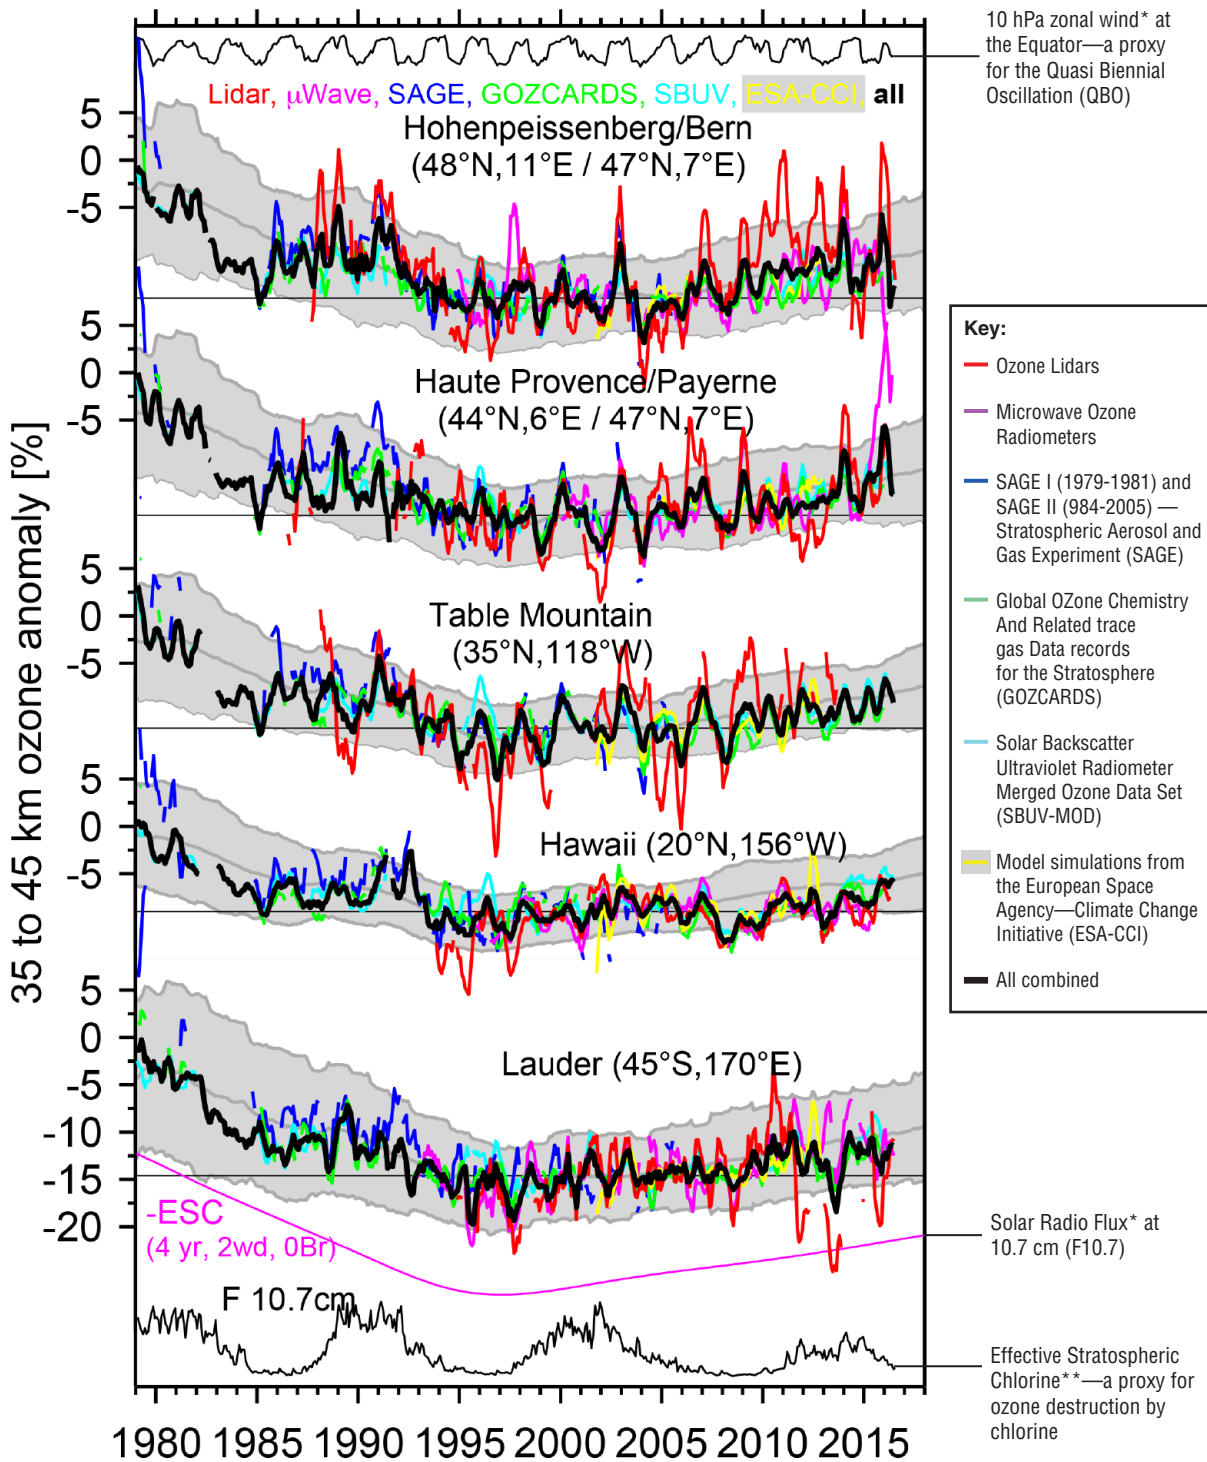 10 hPa zonal wind* at
the Equator—a proxy
for the Quasi Biennial
Oscillation (QBO)
Lidar, μWave, SAGE, GOZCARDS, SBUV, ESA-CCI, all
Hohenpeissenberg/Bern
(48°N,11°E / 47°N,7°E)
5
0
-5
Haute Provence/Payerne
(44°N,6°E / 47°N,7°E)
5
0
-5
Table Mountain
(35°N,118°W)
5
0
-5
Hawaii (20°N,156°W)
5
0
-5
Lauder (45°S,170°E)
5
0
-5
-10
-15
-20
35 to 45 km ozone anomaly [%]
-ESC
(4 yr, 2wd, 0Br)
F 10.7cm
1980 1985 1990 1995 2000 2005 2010 2015
Key:
Ozone Lidars
Microwave Ozone
Radiometers
SAGE I (1979-1981) and
SAGE II (984-2005) —
Stratospheric Aerosol and
Gas Experiment (SAGE)
Global OZone Chemistry
And Related trace
gas Data records
for the Stratosphere
(GOZCARDS)
Solar Backscatter
Ultraviolet Radiometer
Merged Ozone Data Set
(SBUV-MOD)
Model simulations from
the European Space
Agency—Climate Change
Initiative (ESA-CCI)
All combined
Solar Radio Flux* at
10.7 cm (F10.7)
Effective Stratospheric
Chlorine**—a proxy for
ozone destruction by
chlorine